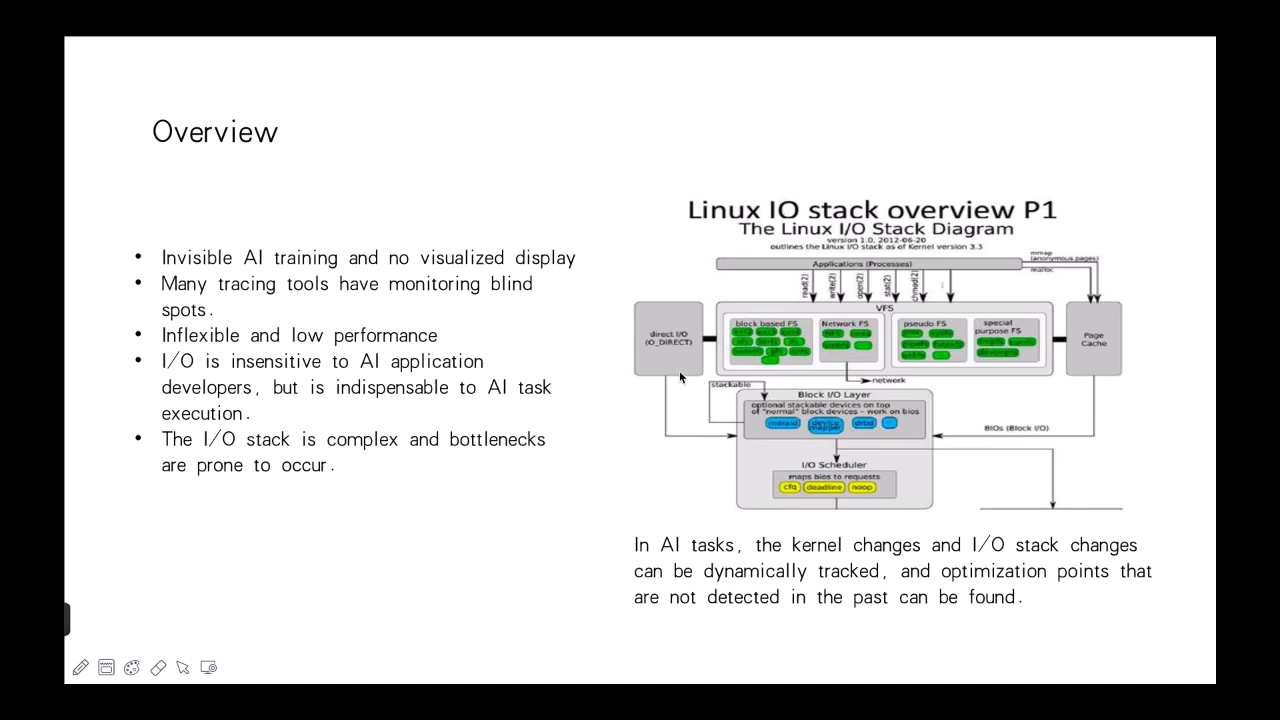 Overview
• Invisible AI training and no visualized display
• Many tracing tools have monitoring blind
spots.
• Inflexible and low performance
• I/O is insensitive to AI application
developers, but is indispensable to AI task
execution.
• The I/O stack is complex and bottlenecks
are prone to occur.
Linux IO stack overview P1
The Linux I/O Stack Diagram
version 1.0, 2012-06-20
outlines the Linux I/O stack as of Kernel version 3.3
mmap
(anonymous pages)
Applications (Processes)
malloc
read(2)
write(2)
open(2)
stat(2)
chmod(2)
...
VFS
direct I/O
(O_DIRECT)
block based FS
Network FS
pseudo FS
special
purpose FS
Page
Cache
network
stackable
Block I/O Layer
optional stackable devices on top
of "normal" block devices - work on bios
mdraid
device
mapper
drbd
BIOs (Block I/O)
I/O Scheduler
maps bios to requests
cfq
deadline
noop
In AI tasks, the kernel changes and I/O stack changes
can be dynamically tracked, and optimization points that
are not detected in the past can be found.